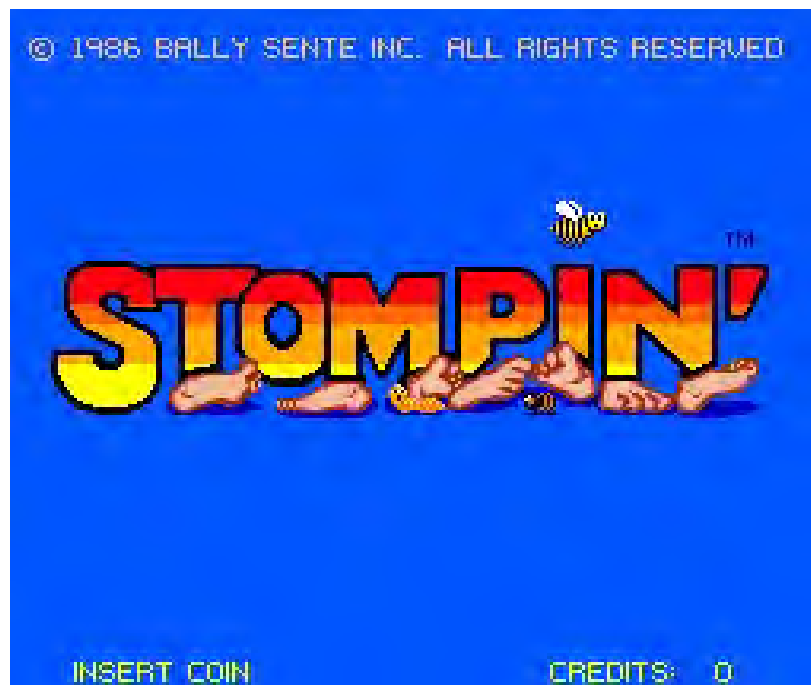 © 1986 BALLY SENTE INC. ALL RIGHTS RESERVED
TM
STOMPIN'
INSERT COIN CREDITS: 0